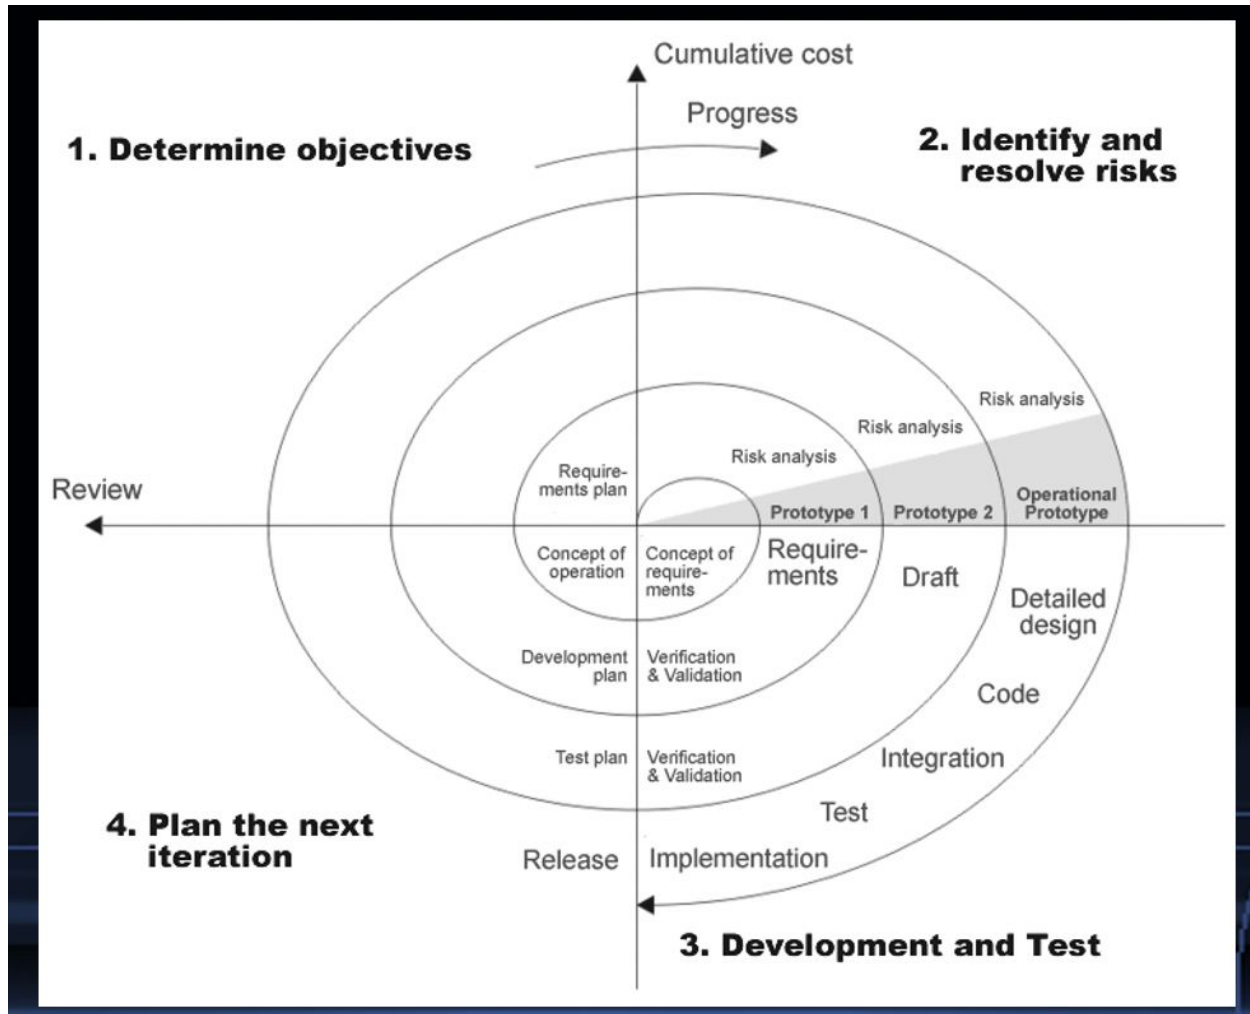 Cumulative cost
Progress
1. Determine objectives
2. Identify and
resolve risks
Risk analysis
Risk analysis
Risk analysis
Require-
ments plan
Review
Operational
Prototype
Prototype 1
Prototype 2
Concept of
operation
Concept of
require-
ments
Require-
ments
Draft
Detailed
design
Development
plan
Verification
& Validation
Code
Test plan
Verification
& Validation
Integration
Test
4. Plan the next
iteration
Release
Implementation
3. Development and Test